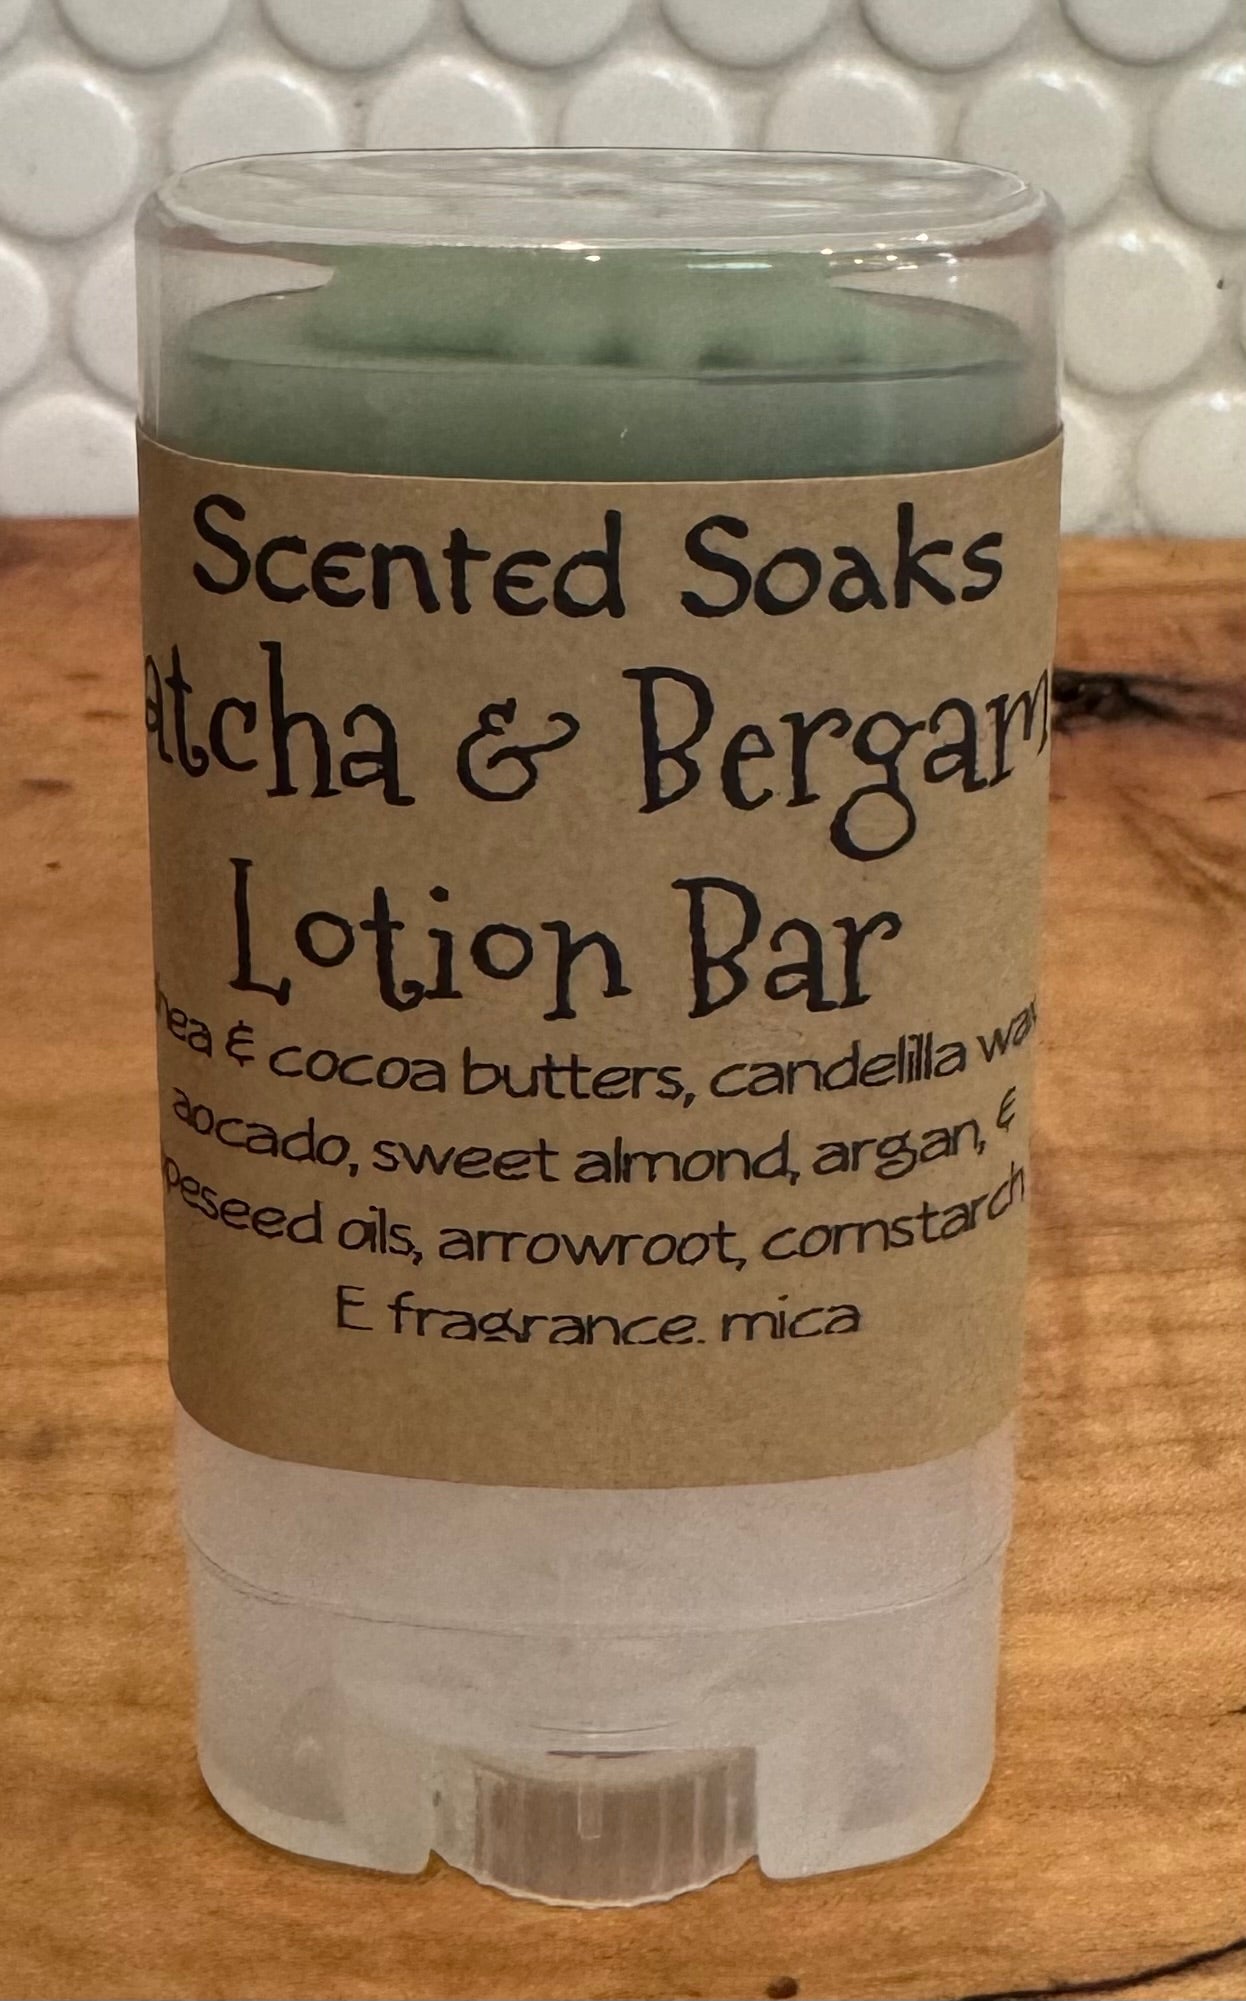 Scented Soaks
atcha & Bergam
Lotion Bar
hea & cocoa butters, candelilla wax
aocado, sweet almond, argan, &
peseed oils, arrowroot, cornstarch
E fragrance. mica